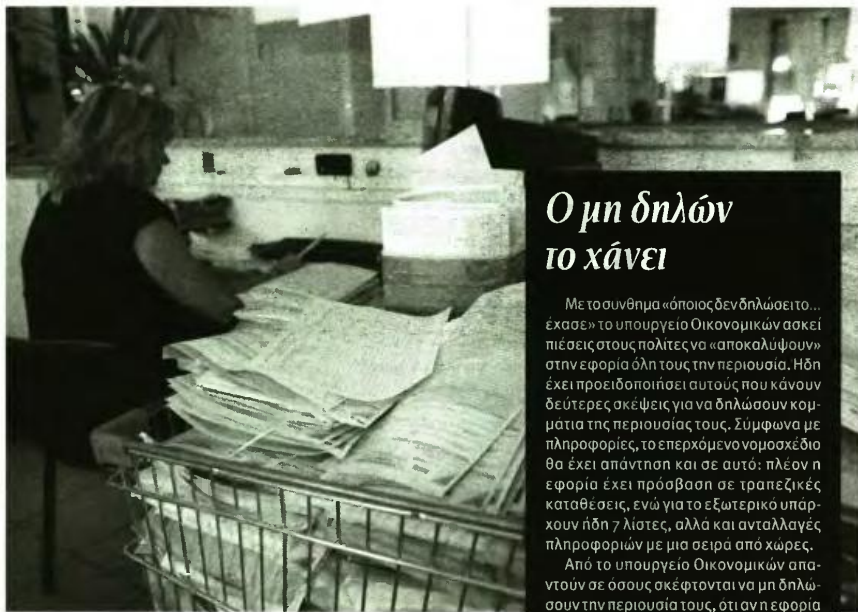 Ο μη δηλών
το χάνει
Με το συνθημα «όποιος δεν δηλώσει το...
έχασε» το υπουργείο Οικονομικών ασκεί
πιέσεις στους πολίτες να «αποκαλύψουν»
στην εφορία όλη τους την περιουσία. Ηδη
έχει προειδοποιήσει αυτούς που κάνουν
δεύτερες σκέψεις για να δηλώσουν κομ-
μάτια της περιουσίας τους. Σύμφωνα με
πληροφορίες, το επερχόμενο νομοσχέδιο
θα έχει απάντηση και σε αυτό: πλέον η
εφορία έχει πρόσβαση σε τραπεζικές
καταθέσεις, ενώ για το εξωτερικό υπάρ-
χουν ήδη 7 λίστες, αλλά και ανταλλαγές
πληροφοριών με μια σειρά από χώρες.
Από το υπουργείο Οικονομικών απα-
ντούν σε όσους σκέφτονται να μη δηλώ-
σουν την περιουσία τους, ότι αν η εφορία